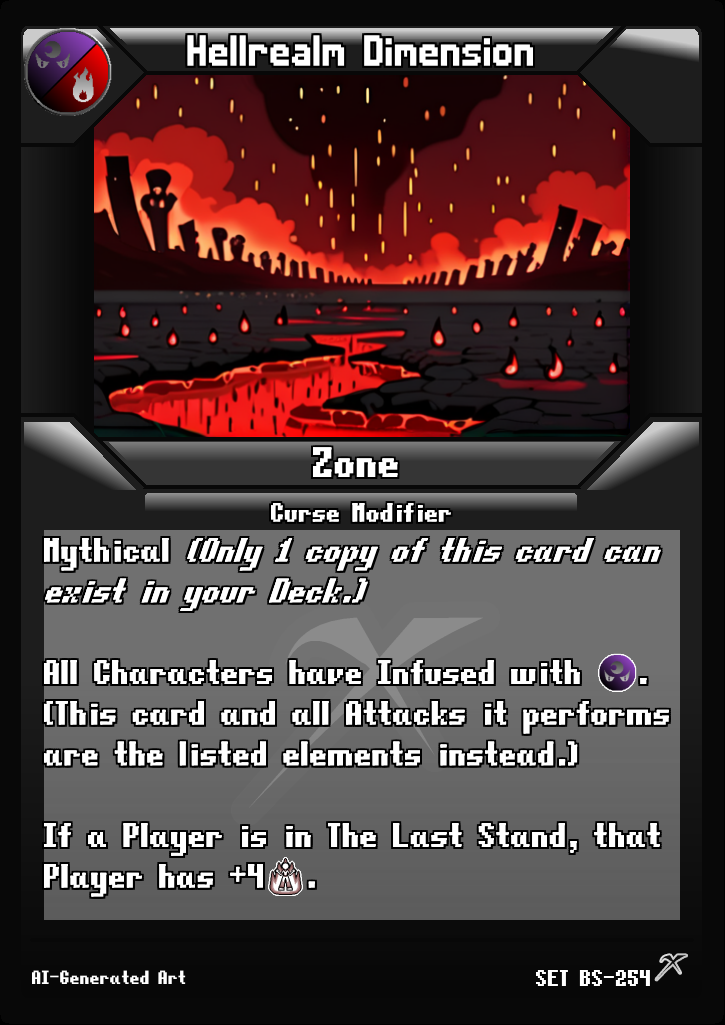 Hellrealm Dimension
Zone
Curse Modifier
Mythical (Only 1 copy of this card can
exist in your Deck.)
All Characters have Infused with .
(This card and all Attacks it performs
are the listed elements instead.)
If a Player is in The Last Stand, that
Player has +4.
AI-Generated Art
SET BS-254